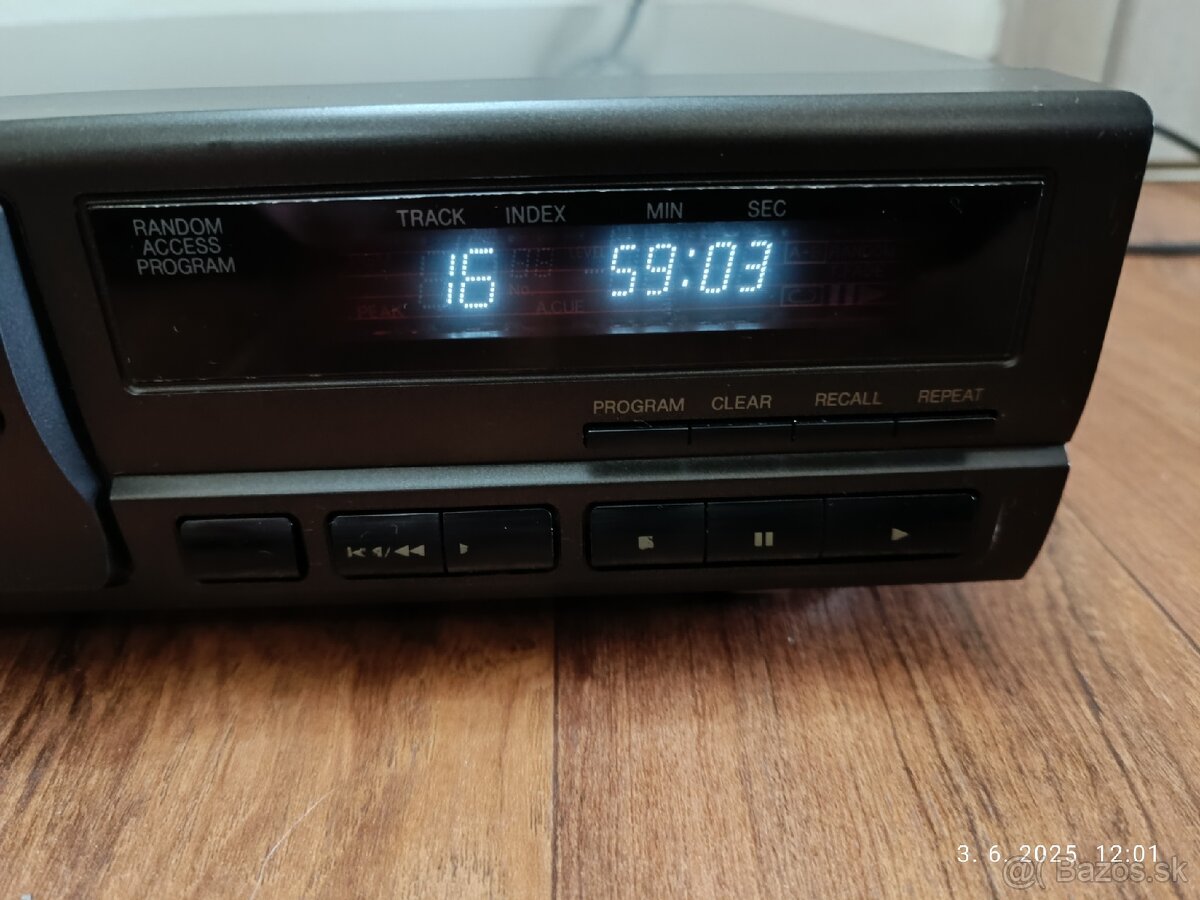 RANDOM
ACCESS
PROGRAM
TRACK INDEX MIN SEC
16 59:03
PEAK A.CUE
PROGRAM CLEAR RECALL REPEAT
3. 6. 2025 12:01
Bazos.sk